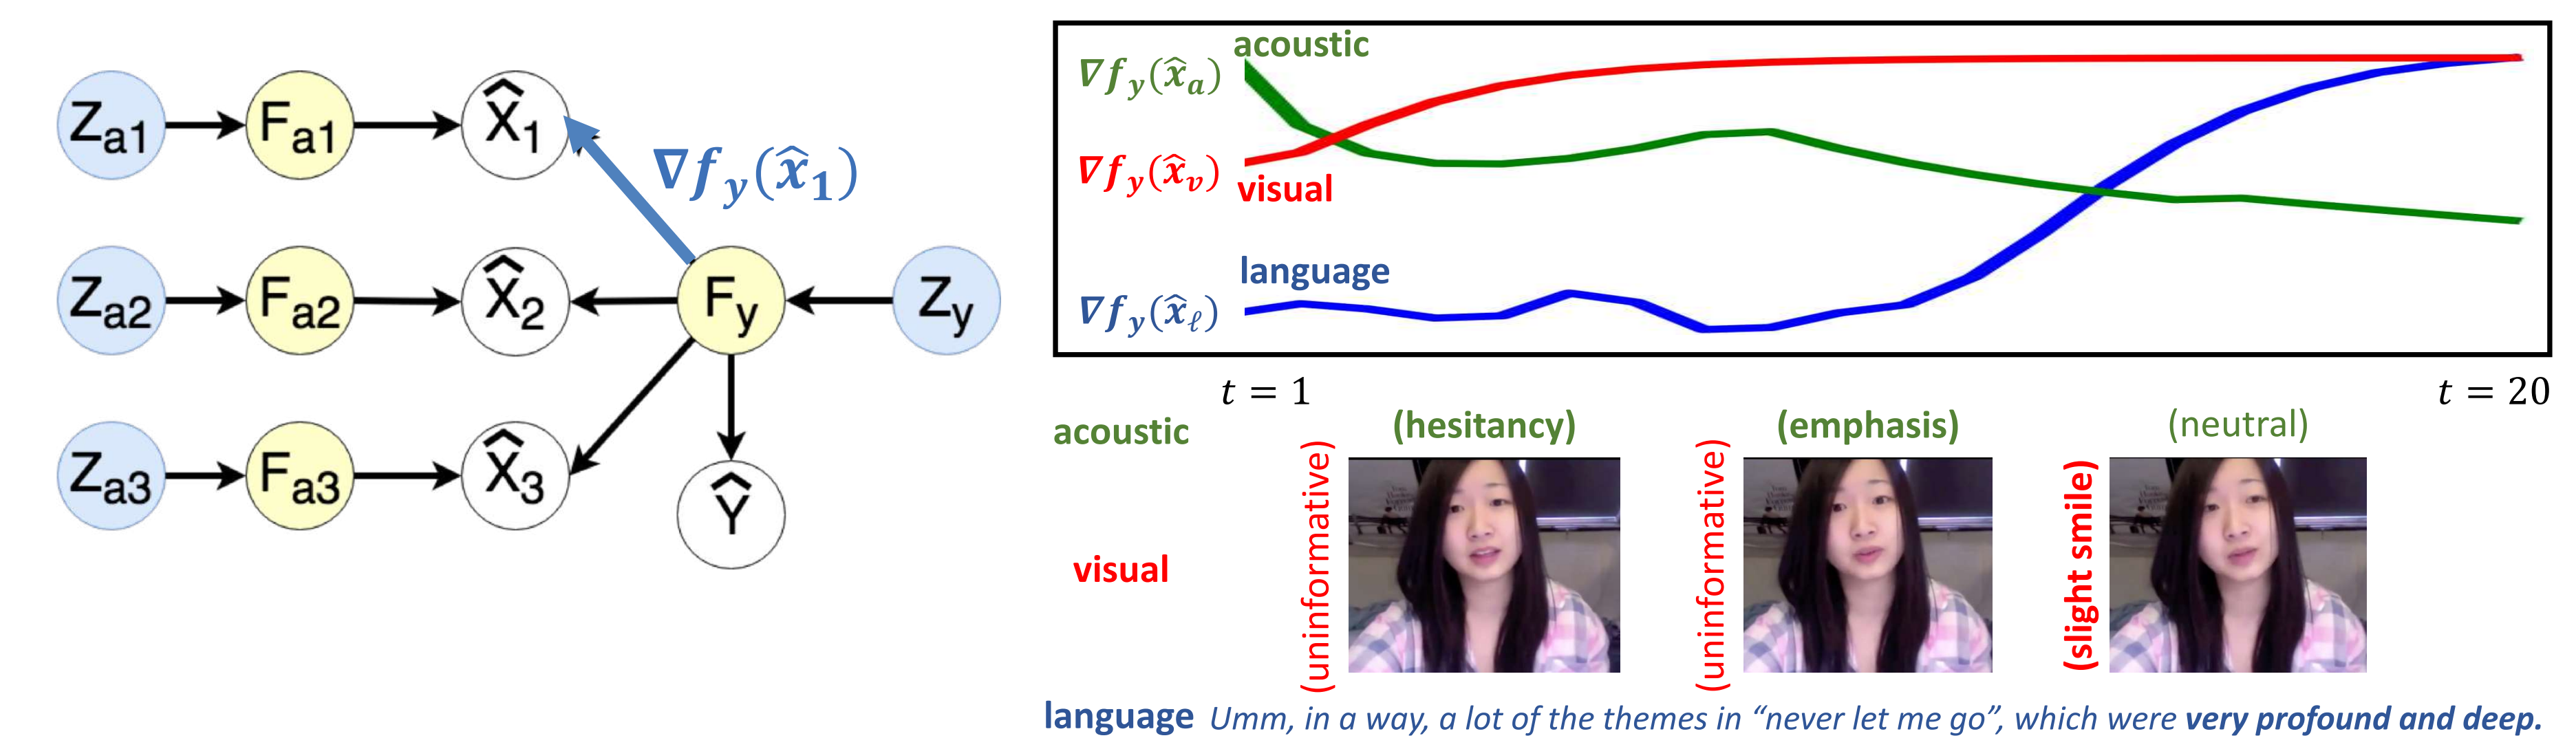 Z_a1 F_a1 X̂_1
∇f_y(x̂_1)
Z_a2 F_a2 X̂_2 F_y Z_y
Z_a3 F_a3 X̂_3
Ŷ
acoustic
∇f_y(x̂_a)
∇f_y(x̂_v)
visual
language
∇f_y(x̂_ℓ)
t = 1
t = 20
acoustic (hesitancy) (emphasis) (neutral)
visual (uninformative) (uninformative) (slight smile)
language Umm, in a way, a lot of the themes in “never let me go”, which were very profound and deep.